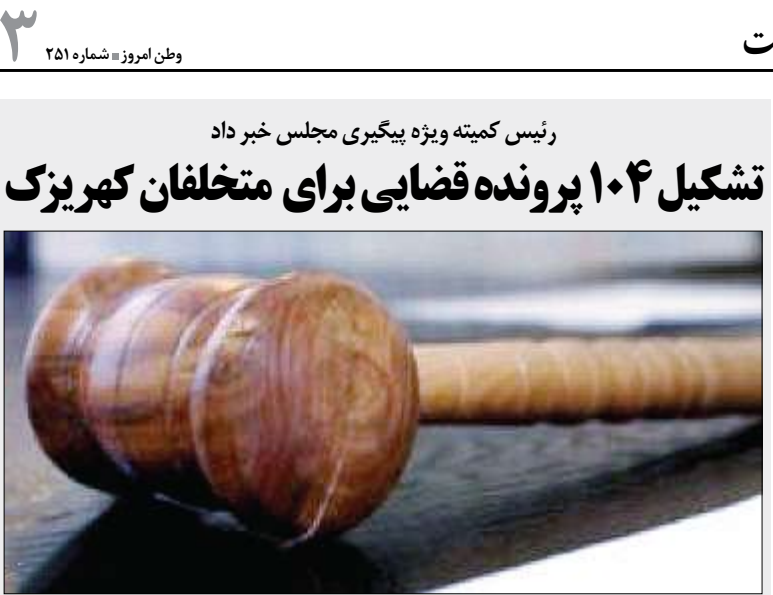 ۳
وطن امروز ■ شماره ۲۵۱
رئیس کمیته ویژه پیگیری مجلس خبر داد
تشکیل ۱۰۴ پرونده قضایی برای متخلفان کهریزک